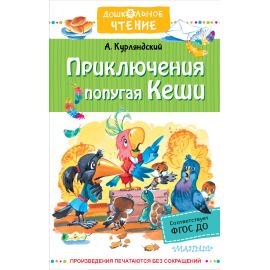 ДОШКОЛЬНОЕ
ЧТЕНИЕ
А. Курляндский
Приключения
попугая Кеши
Соответствует
ФГОС ДО
МАЛЫШ
ПРОИЗВЕДЕНИЯ ПЕЧАТАЮТСЯ БЕЗ СОКРАЩЕНИЙ